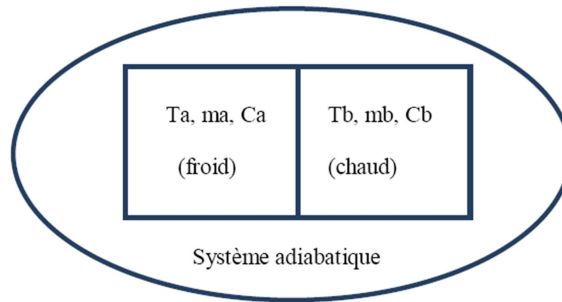 Ta, ma, Ca
(froid)
Tb, mb, Cb
(chaud)
Système adiabatique